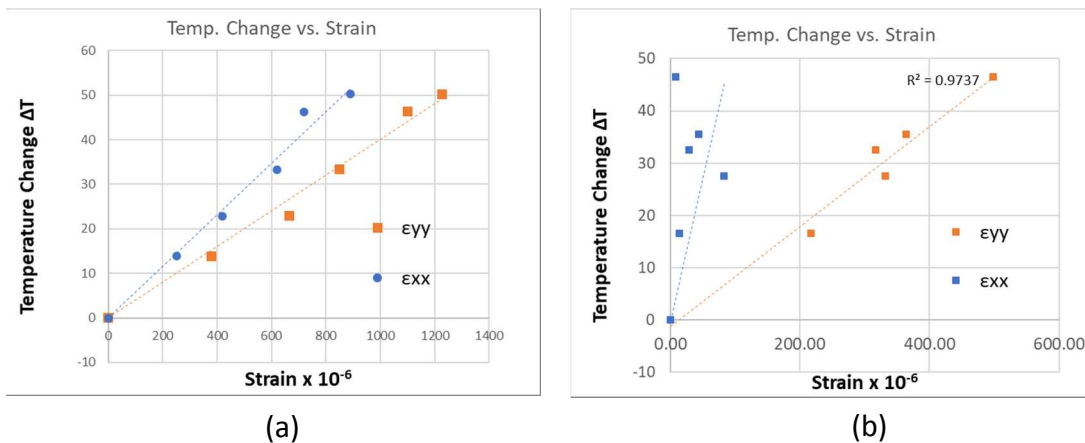 Temp. Change vs. Strain
Temperature Change ΔT
60
50
40
30
20
10
0
-10
0
200
400
600
800
1000
1200
1400
εyy
εxx
Strain x 10⁻⁶
(a)
Temp. Change vs. Strain
Temperature Change ΔT
50
40
30
20
10
0
-10
0.00
200.00
400.00
600.00
R² = 0.9737
εyy
εxx
Strain x 10⁻⁶
(b)